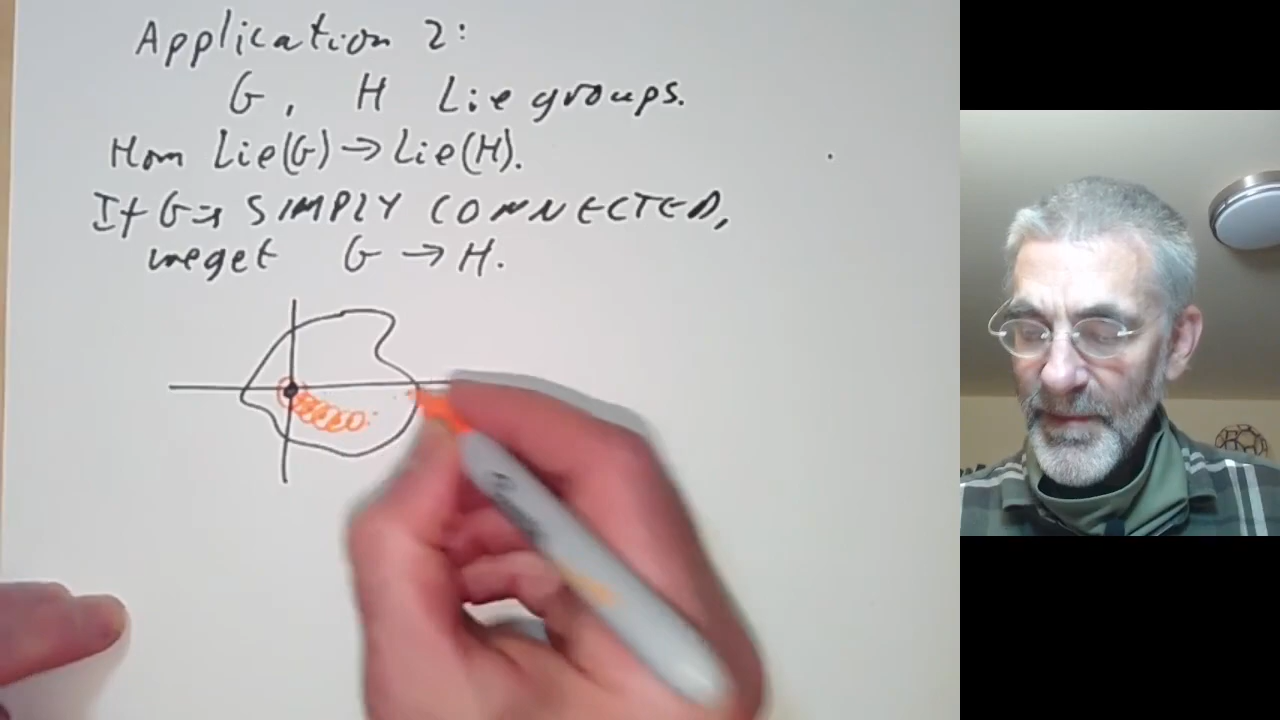 Application 2:
G, H Lie groups.
Hom Lie(G) → Lie(H).
If G is SIMPLY CONNECTED,
we get G → H.